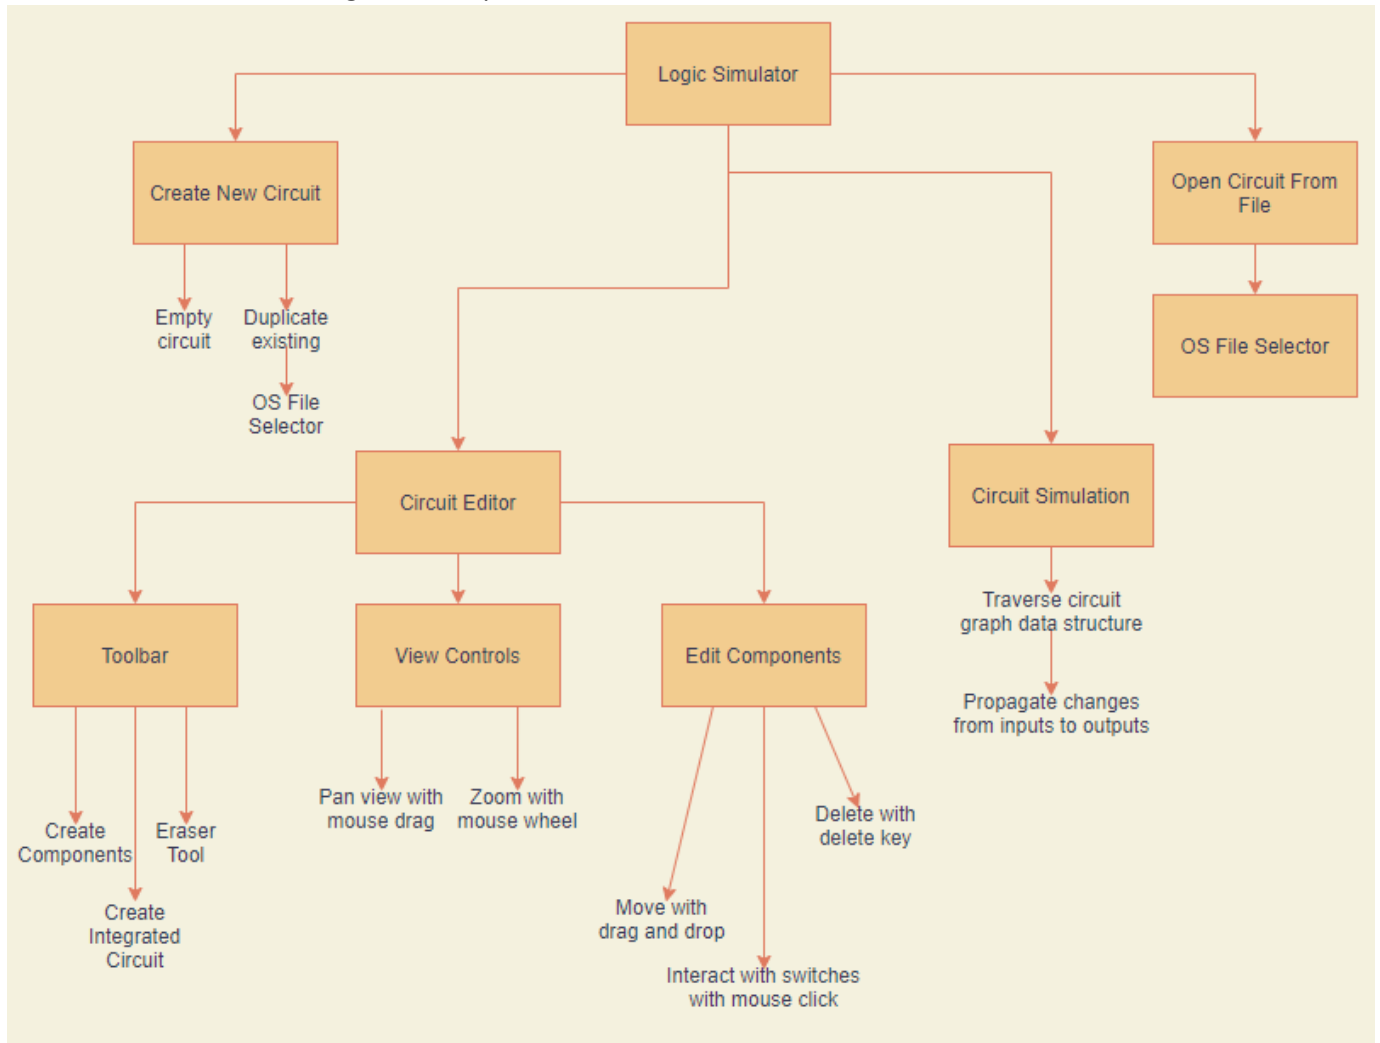 Logic Simulator
Create New Circuit
Open Circuit From
File
Empty
circuit
Duplicate
existing
OS File
Selector
OS File Selector
Circuit Editor
Circuit Simulation
Traverse circuit
graph data structure
Propagate changes
from inputs to outputs
Toolbar
View Controls
Edit Components
Create
Components
Eraser
Tool
Create
Integrated
Circuit
Pan view with
mouse drag
Zoom with
mouse wheel
Delete with
delete key
Move with
drag and drop
Interact with switches
with mouse click